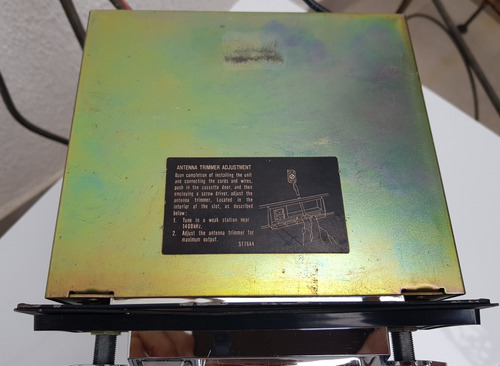 ANTENNA TRIMMER ADJUSTMENT
Upon completion of installing the unit
and connecting the cords and wires,
push in the cassette door, and then
employing a screw driver, adjust the
antenna trimmer, Located in the
interior of the slot, as described
below:
1. Tune in a weak station near
1400kHz.
2. Adjust the antenna trimmer for
maximum output.